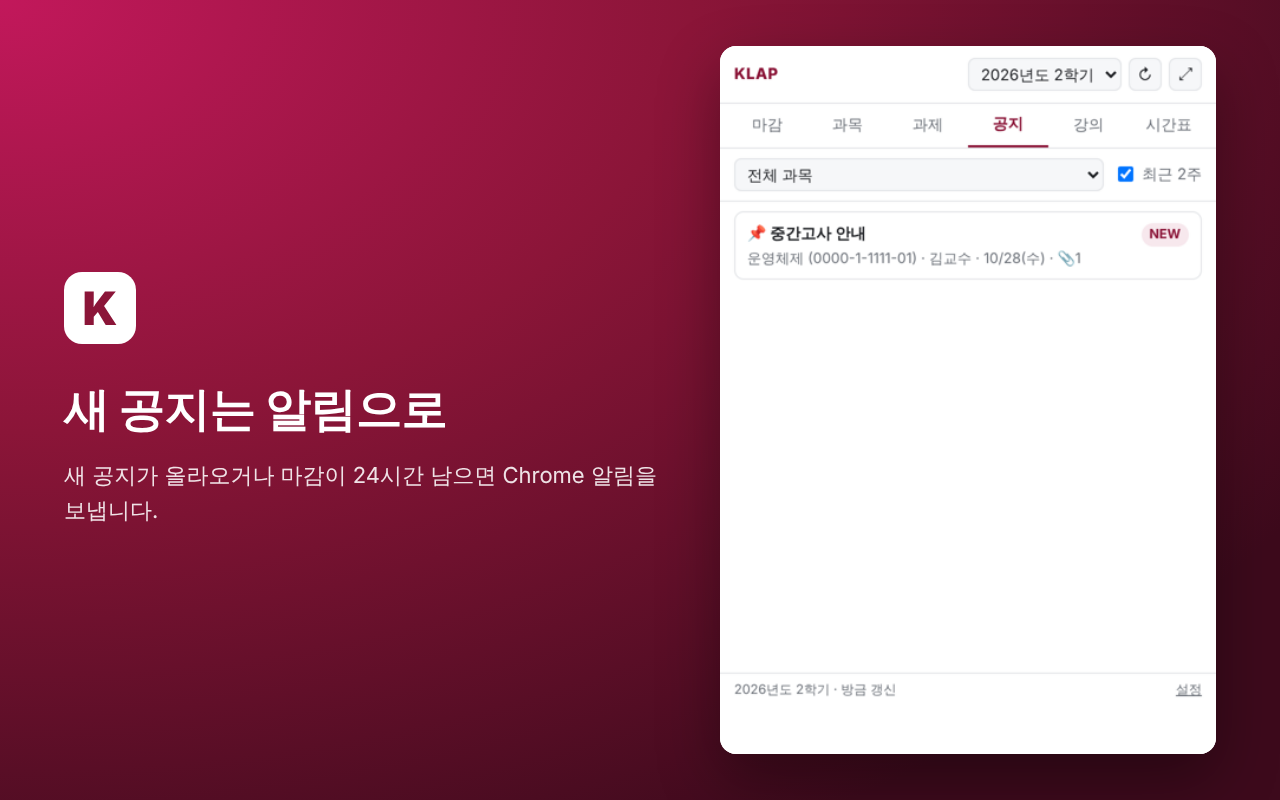 K
새 공지는 알림으로
새 공지가 올라오거나 마감이 24시간 남으면 Chrome 알림을
보냅니다.
KLAP
2026년도 2학기
마감 과목 과제 공지 강의 시간표
전체 과목 최근 2주
📌 중간고사 안내 NEW
운영체제 (0000-1-1111-01) · 김교수 · 10/28(수) · 📎1
2026년도 2학기 · 방금 갱신 설정